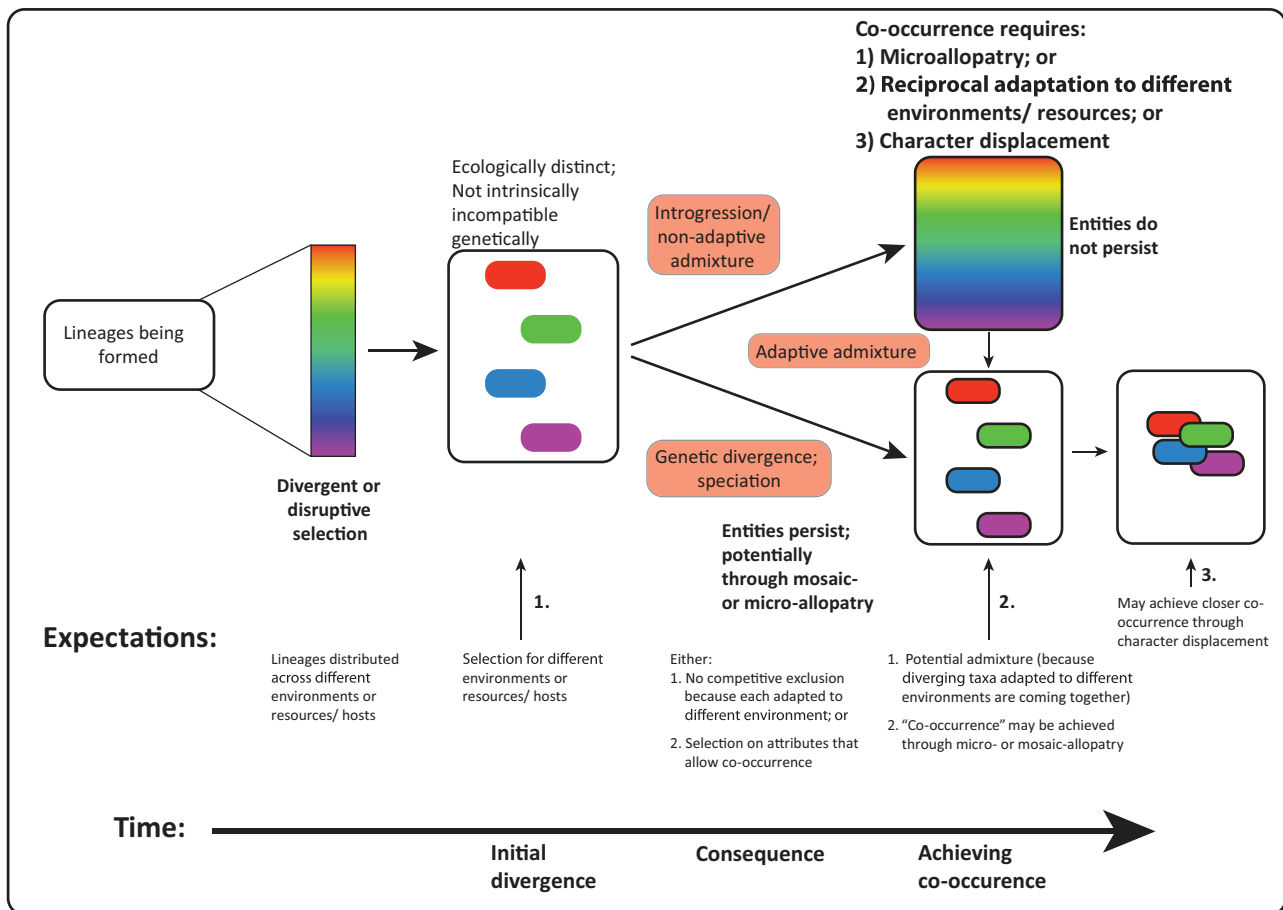 Co-occurrence requires:
1) Microallopatry; or
2) Reciprocal adaptation to different
environments/ resources; or
3) Character displacement
Ecologically distinct;
Not intrinsically
incompatible
genetically
Introgression/
non-adaptive
admixture
Entities do
not persist
Lineages being
formed
Adaptive admixture
Genetic divergence;
speciation
Divergent or
disruptive
selection
Entities persist;
potentially
through mosaic-
or micro-allopatry
1.
2.
3.
May achieve closer co-
occurrence through
character displacement
Expectations:
Lineages distributed
across different
environments or
resources/ hosts
Selection for different
environments or
resources/ hosts
Either:
1. No competitive exclusion
because each adapted to
different environment; or
2. Selection on attributes that
allow co-occurrence
1. Potential admixture (because
diverging taxa adapted to different
environments are coming together)
2. “Co-occurrence” may be achieved
through micro- or mosaic-allopatry
Time:
Initial
divergence
Consequence
Achieving
co-occurence